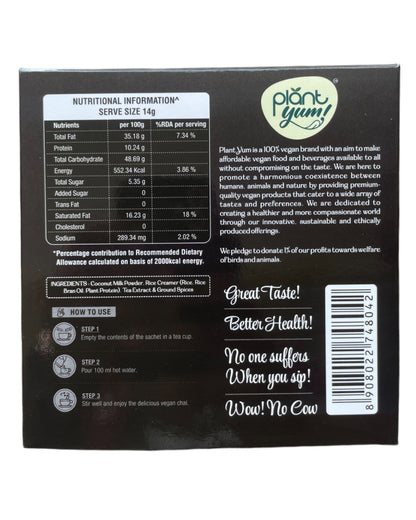 NUTRITIONAL INFORMATION^
SERVE SIZE 14g
Nutrients per 100g *%RDA per serving
Total Fat 35.18 g 7.34 %
Protein 10.24 g
Total Carbohydrate 48.69 g
Energy 552.34 Kcal 3.86 %
Total Sugar 5.35 g
Added Sugar 0
Trans Fat 0
Saturated Fat 16.23 g 18 %
Cholesterol 0
Sodium 289.34 mg 2.02 %
*Percentage contribution to Recommended Dietary
Allowance calculated on basis of 2000kcal energy.
INGREDIENTS - Coconut Milk Powder, Rice Creamer (Rice, Rice
Bran Oil, Plant Protein), Tea Extract & Ground Spices
HOW TO USE
STEP 1
Empty the contents of the sachet in a tea cup.
STEP 2
Pour 100 ml hot water.
STEP 3
Stir well and enjoy the delicious vegan chai.
plant
yum!
Plant Yum is a 100% vegan brand with an aim to make
affordable vegan food and beverages available to all
without compromising on the taste. We are here to
promote a harmonious coexistence between
humans, animals and nature by providing premium-
quality vegan products that cater to a wide array of
tastes and preferences. We are dedicated to
creating a healthier and more compassionate world
through our innovative, sustainable, and ethically
produced offerings.
We pledge to donate 1% of our profits towards welfare
of birds and animals.
Great Taste!
Better Health!
No one suffers
When you sip!
Wow! No Cow
8908022748042